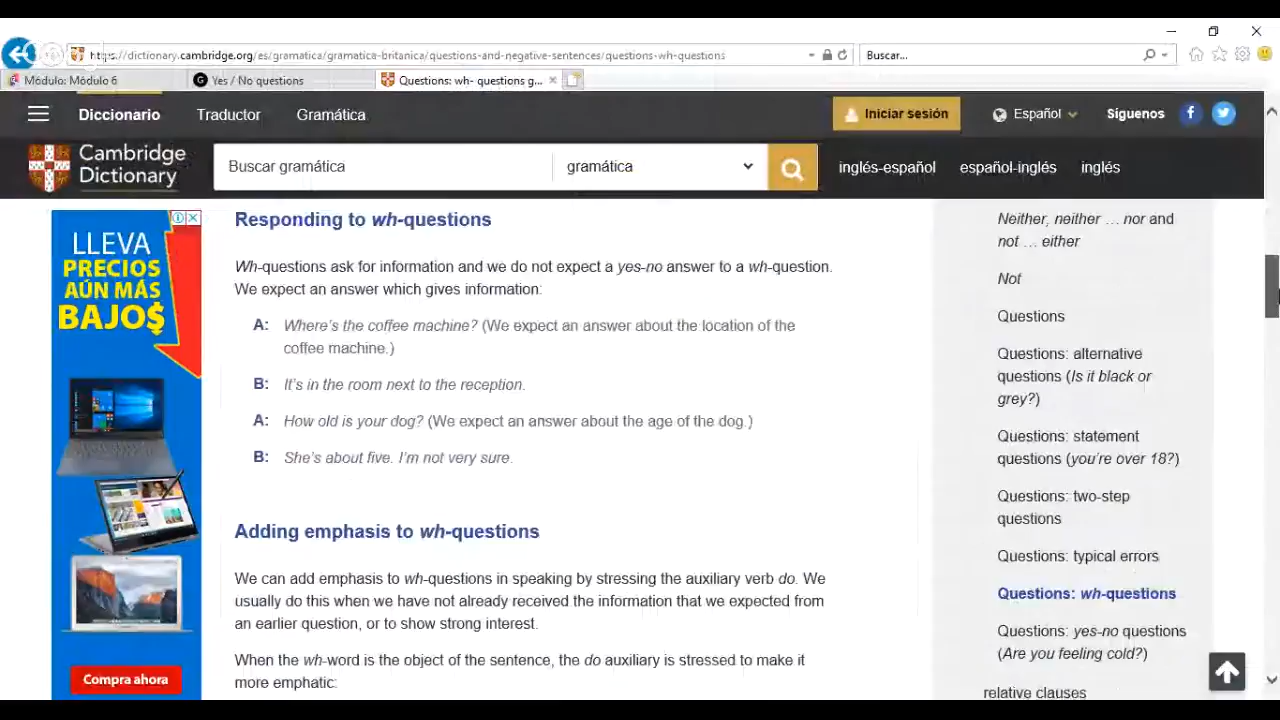 https://dictionary.cambridge.org/es/gramatica/gramatica-britanica/questions-and-negative-sentences/questions-wh-questions
Buscar...
Módulo: Módulo 6
Yes / No questions
Questions: wh- questions g...
Diccionario
Traductor
Gramática
Iniciar sesión
Español
Síguenos
Cambridge
Dictionary
Buscar gramática
gramática
inglés-español
español-inglés
inglés
LLEVA
PRECIOS
AÚN MÁS
BAJO$
Compra ahora
Responding to wh-questions
Wh-questions ask for information and we do not expect a yes-no answer to a wh-question.
We expect an answer which gives information:
A: Where's the coffee machine? (We expect an answer about the location of the
coffee machine.)
B: It's in the room next to the reception.
A: How old is your dog? (We expect an answer about the age of the dog.)
B: She's about five. I'm not very sure.
Adding emphasis to wh-questions
We can add emphasis to wh-questions in speaking by stressing the auxiliary verb do. We
usually do this when we have not already received the information that we expected from
an earlier question, or to show strong interest.
When the wh-word is the object of the sentence, the do auxiliary is stressed to make it
more emphatic:
Neither, neither … nor and
not … either
Not
Questions
Questions: alternative
questions (Is it black or
grey?)
Questions: statement
questions (you're over 18?)
Questions: two-step
questions
Questions: typical errors
Questions: wh-questions
Questions: yes-no questions
(Are you feeling cold?)
relative clauses